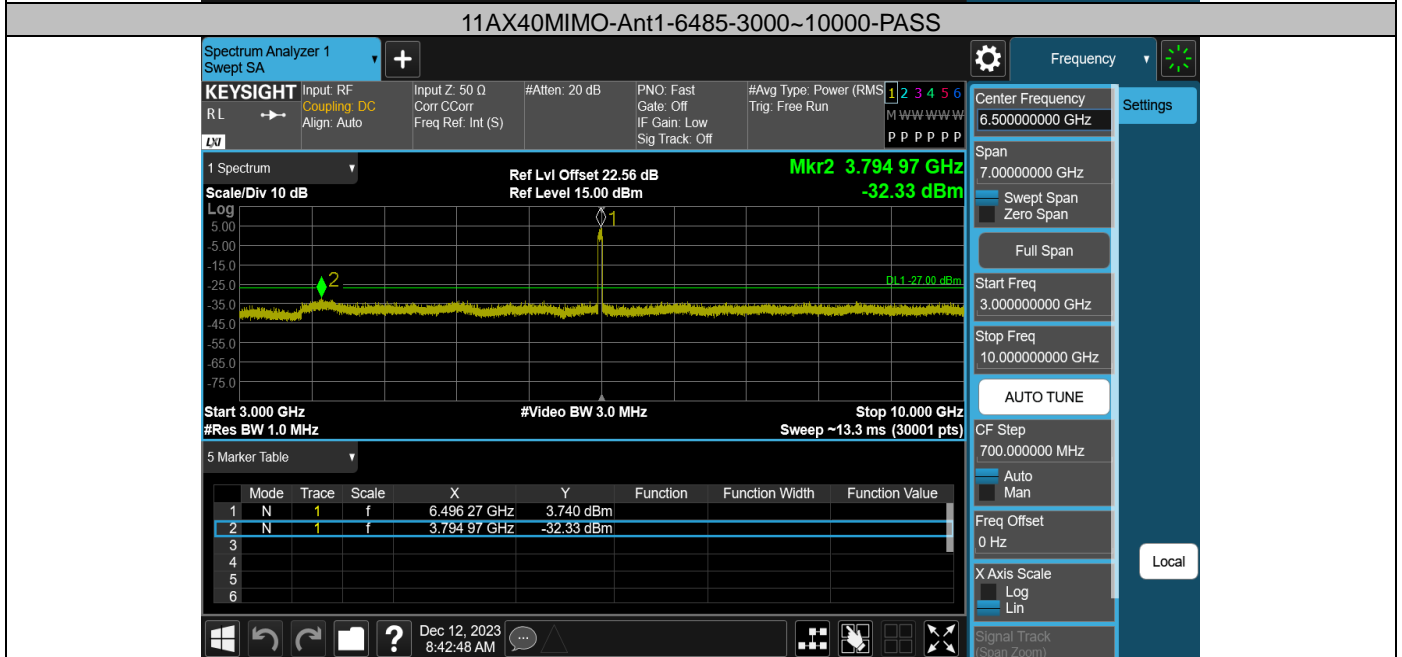 11AX40MIMO-Ant1-6485-3000~10000-PASS
Spectrum Analyzer 1
Swept SA
+
Frequency
KEYSIGHT
RL
LXI
Input: RF
Coupling: DC
Align: Auto
Input Z: 50 Ω
Corr CCorr
Freq Ref: Int (S)
#Atten: 20 dB
PNO: Fast
Gate: Off
IF Gain: Low
Sig Track: Off
#Avg Type: Power (RMS
Trig: Free Run
1 2 3 4 5 6
M W W W W W
P P P P P P
Center Frequency
6.500000000 GHz
Settings
1 Spectrum
Scale/Div 10 dB
Ref Lvl Offset 22.56 dB
Ref Level 15.00 dBm
Mkr2 3.794 97 GHz
-32.33 dBm
Log
5.00
-5.00
-15.0
-25.0
-35.0
-45.0
-55.0
-65.0
-75.0
1
2
DL1 -27.00 dBm
Start 3.000 GHz
#Res BW 1.0 MHz
#Video BW 3.0 MHz
Stop 10.000 GHz
Sweep ~13.3 ms (30001 pts)
Span
7.00000000 GHz
Swept Span
Zero Span
Full Span
Start Freq
3.000000000 GHz
Stop Freq
10.000000000 GHz
AUTO TUNE
CF Step
700.000000 MHz
Auto
Man
Freq Offset
0 Hz
X Axis Scale
Log
Lin
Signal Track
(Span Zoom)
Local
5 Marker Table
Mode Trace Scale X Y Function Function Width Function Value
1 N 1 f 6.496 27 GHz 3.740 dBm
2 N 1 f 3.794 97 GHz -32.33 dBm
3
4
5
6
?
Dec 12, 2023
8:42:48 AM